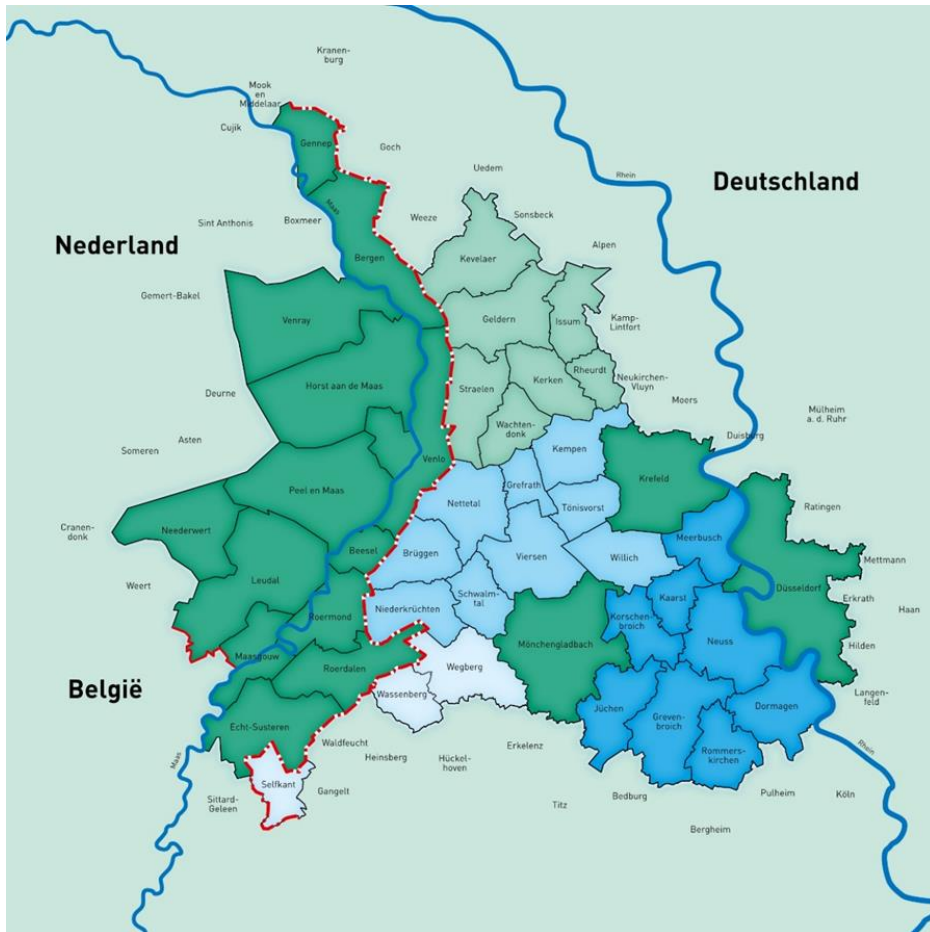 Kranen-
burg
Mook
en
Middelaar
Cujik
Gennep
Goch
Uedem
Rhein
Deutschland
Maas
Sint Anthonis
Boxmeer
Weeze
Sonsbeck
Nederland
Bergen
Kevelaer
Alpen
Gemert-Bakel
Venray
Geldern
Issum
Kamp-
Lintfort
Deurne
Horst aan de Maas
Straelen
Kerken
Rheurdt
Neukirchen-
Vluyn
Moers
Mülheim
a. d. Ruhr
Asten
Someren
Wachten-
donk
Duisburg
Kempen
Venlo
Krefeld
Peel en Maas
Nettetal
Grefrath
Tönisvorst
Ratingen
Cranen-
donk
Neederwert
Meerbusch
Beesel
Brüggen
Viersen
Willich
Mettmann
Weert
Leudal
Düsseldorf
Erkrath
Haan
Niederkrüchten
Schwalm-
tal
Kaarst
Roermond
Korschen-
broich
Neuss
Hilden
Maasgouw
Mönchengladbach
Roerdalen
Wegberg
België
Wassenberg
Langen-
feld
Dormagen
Jüchen
Greven-
broich
Echt-Susteren
Waldfeucht
Heinsberg
Hückel-
hoven
Erkelenz
Rommers-
kirchen
Rhein
Maas
Selfkant
Gangelt
Sittard-
Geleen
Titz
Bedburg
Pulheim
Köln
Bergheim